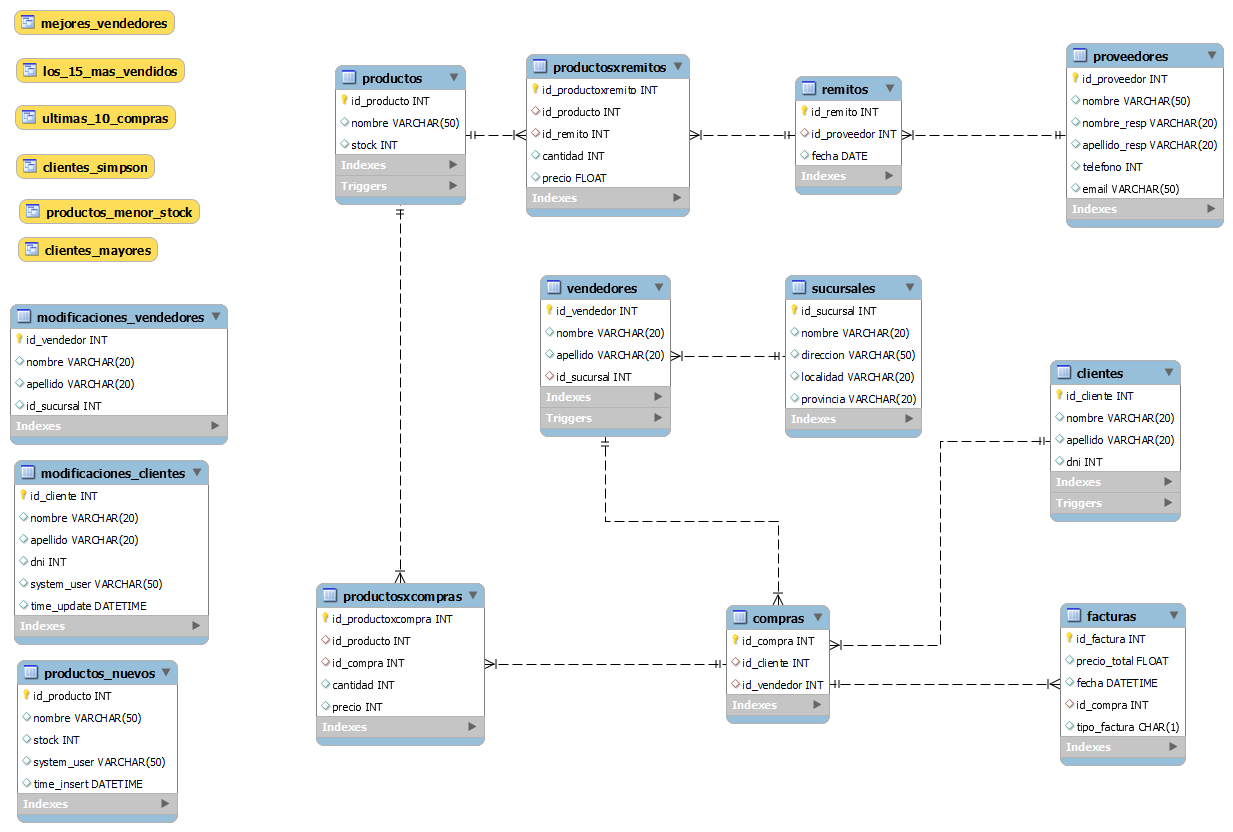 mejores_vendedores
los_15_mas_vendidos
ultimas_10_compras
clientes_simpson
productos_menor_stock
clientes_mayores
modificaciones_vendedores
id_vendedor INT
nombre VARCHAR(20)
apellido VARCHAR(20)
id_sucursal INT
Indexes
modificaciones_clientes
id_cliente INT
nombre VARCHAR(20)
apellido VARCHAR(20)
dni INT
system_user VARCHAR(50)
time_update DATETIME
Indexes
productos_nuevos
id_producto INT
nombre VARCHAR(50)
stock INT
system_user VARCHAR(50)
time_insert DATETIME
Indexes
productos
id_producto INT
nombre VARCHAR(50)
stock INT
Indexes
Triggers
productosxremitos
id_productoxremito INT
id_producto INT
id_remito INT
cantidad INT
precio FLOAT
Indexes
remitos
id_remito INT
id_proveedor INT
fecha DATE
Indexes
proveedores
id_proveedor INT
nombre VARCHAR(50)
nombre_resp VARCHAR(20)
apellido_resp VARCHAR(20)
telefono INT
email VARCHAR(50)
Indexes
vendedores
id_vendedor INT
nombre VARCHAR(20)
apellido VARCHAR(20)
id_sucursal INT
Indexes
Triggers
sucursales
id_sucursal INT
nombre VARCHAR(20)
direccion VARCHAR(50)
localidad VARCHAR(20)
provincia VARCHAR(20)
Indexes
clientes
id_cliente INT
nombre VARCHAR(20)
apellido VARCHAR(20)
dni INT
Indexes
Triggers
productosxcompras
id_productoxcompra INT
id_producto INT
id_compra INT
cantidad INT
precio INT
Indexes
compras
id_compra INT
id_cliente INT
id_vendedor INT
Indexes
facturas
id_factura INT
precio_total FLOAT
fecha DATETIME
id_compra INT
tipo_factura CHAR(1)
Indexes